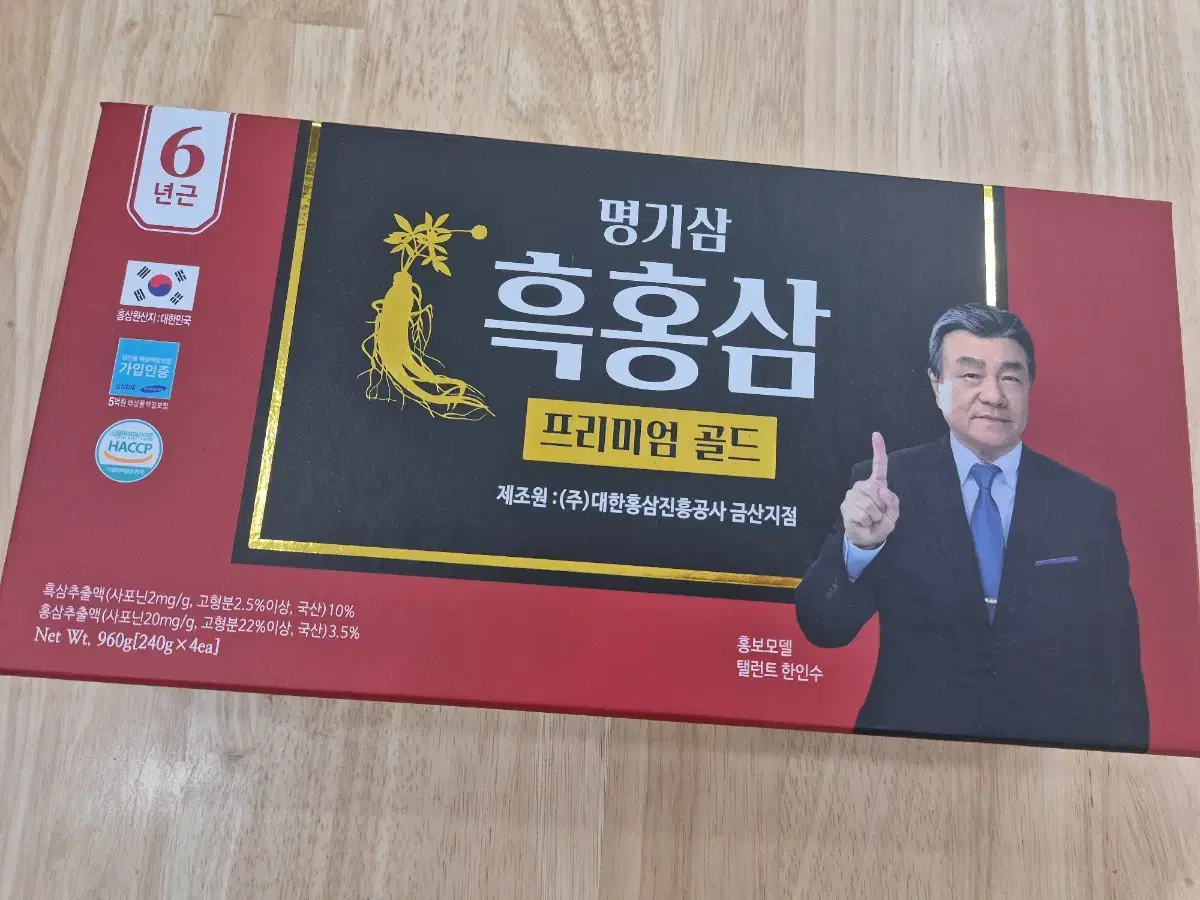 6
년근
홍삼원산지:대한민국
가입인증
5억원
HACCP
명기삼
흑홍삼
프리미엄 골드
제조원 : (주)대한홍삼진흥공사 금산지점
흑삼추출액(사포닌2mg/g, 고형분2.5%이상, 국산)10%
홍삼추출액(사포닌20mg/g, 고형분22%이상, 국산)3.5%
Net Wt. 960g[240g×4ea]
홍보모델
탤런트 한인수